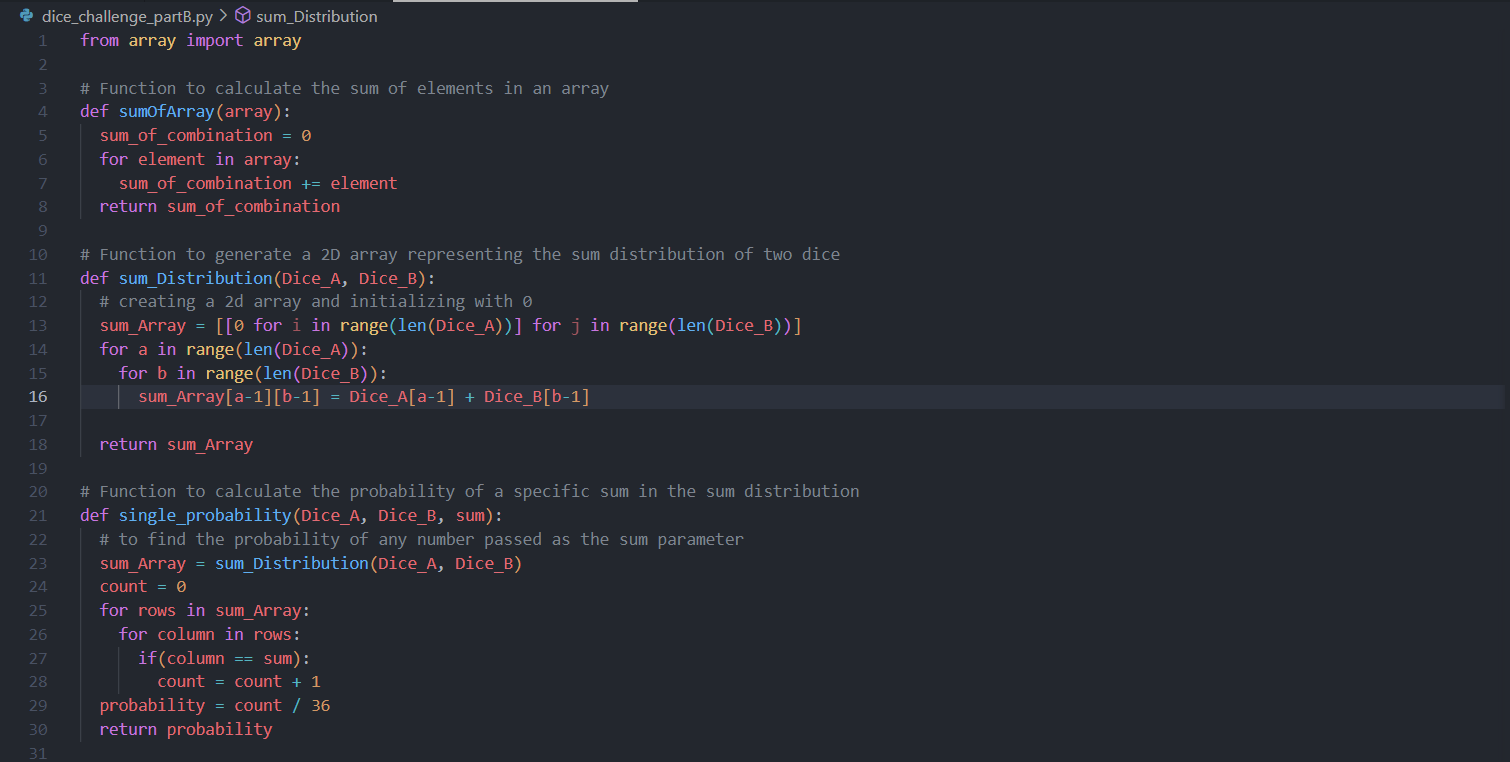 dice_challenge_partB.py > sum_Distribution
1 from array import array
2
3 # Function to calculate the sum of elements in an array
4 def sumOfArray(array):
5   sum_of_combination = 0
6   for element in array:
7     sum_of_combination += element
8   return sum_of_combination
9
10 # Function to generate a 2D array representing the sum distribution of two dice
11 def sum_Distribution(Dice_A, Dice_B):
12   # creating a 2d array and initializing with 0
13   sum_Array = [[0 for i in range(len(Dice_A))] for j in range(len(Dice_B))]
14   for a in range(len(Dice_A)):
15     for b in range(len(Dice_B)):
16       sum_Array[a-1][b-1] = Dice_A[a-1] + Dice_B[b-1]
17
18   return sum_Array
19
20 # Function to calculate the probability of a specific sum in the sum distribution
21 def single_probability(Dice_A, Dice_B, sum):
22   # to find the probability of any number passed as the sum parameter
23   sum_Array = sum_Distribution(Dice_A, Dice_B)
24   count = 0
25   for rows in sum_Array:
26     for column in rows:
27       if(column == sum):
28         count = count + 1
29   probability = count / 36
30   return probability
31